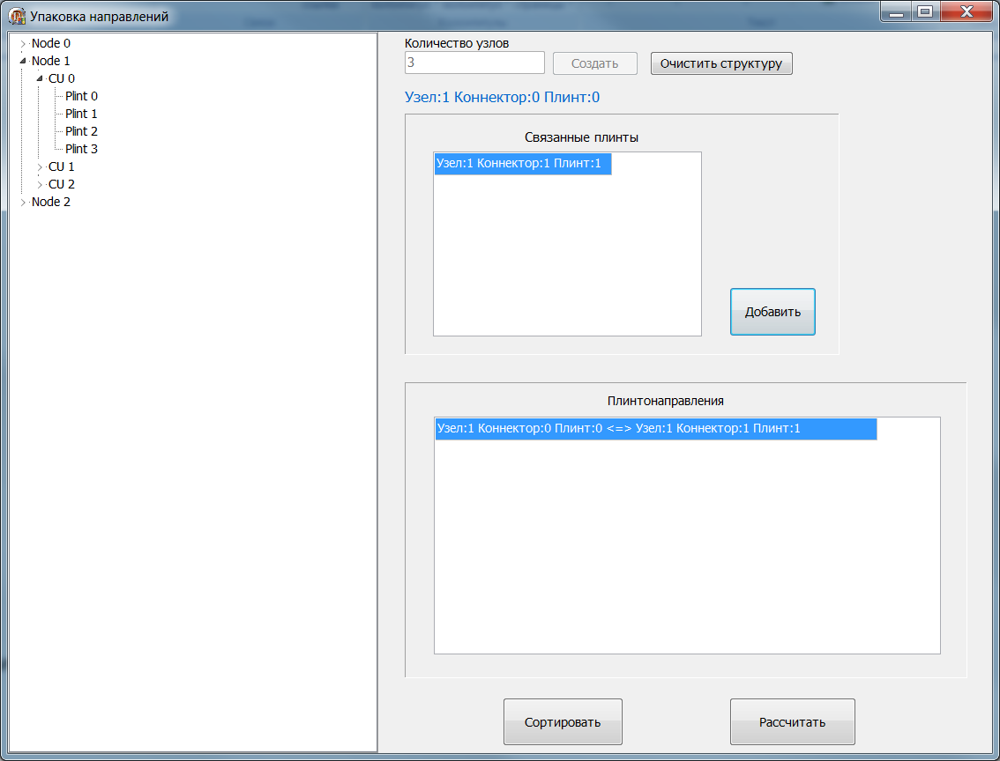 Упаковка направлений
Node 0
Node 1
CU 0
Plint 0
Plint 1
Plint 2
Plint 3
CU 1
CU 2
Node 2
Количество узлов
3
Создать
Очистить структуру
Узел:1 Коннектор:0 Плинт:0
Связанные плинты
Узел:1 Коннектор:1 Плинт:1
Добавить
Плинтонаправления
Узел:1 Коннектор:0 Плинт:0 <=> Узел:1 Коннектор:1 Плинт:1
Сортировать
Рассчитать